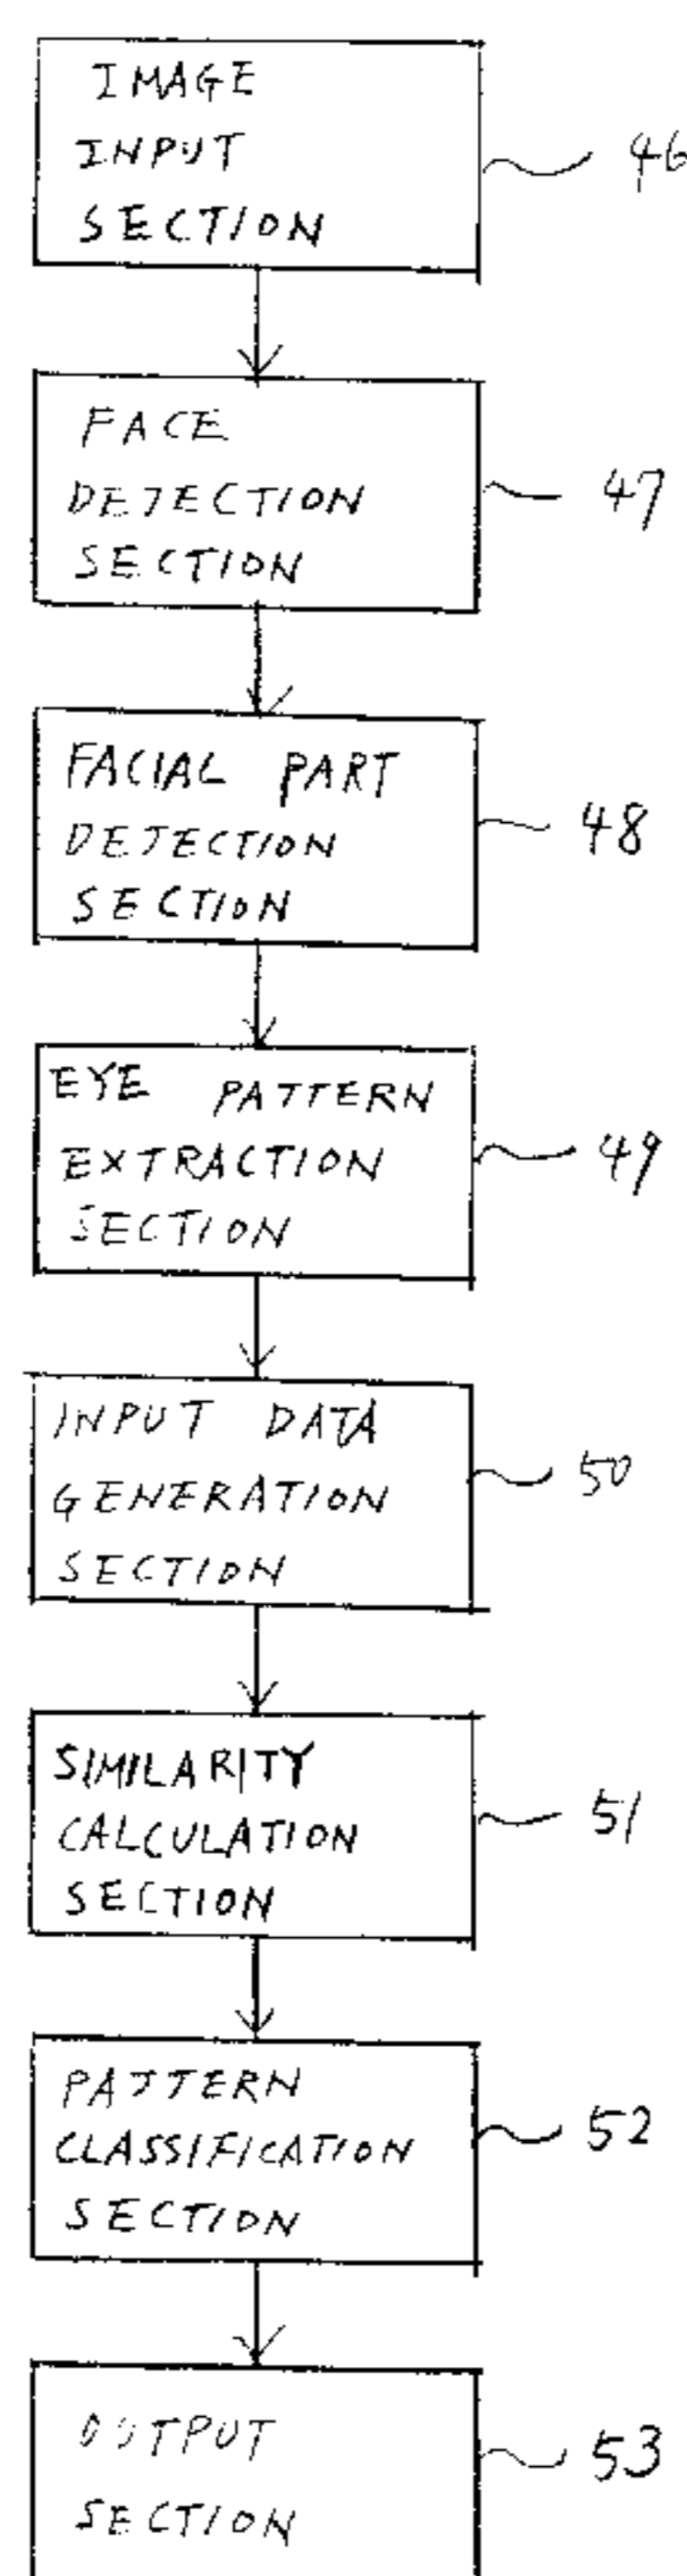 IMAGE
INPUT
SECTION
46
FACE
DETECTION
SECTION
47
FACIAL PART
DETECTION
SECTION
48
EYE PATTERN
EXTRACTION
SECTION
49
INPUT DATA
GENERATION
SECTION
50
SIMILARITY
CALCULATION
SECTION
51
PATTERN
CLASSIFICATION
SECTION
52
OUTPUT
SECTION
53